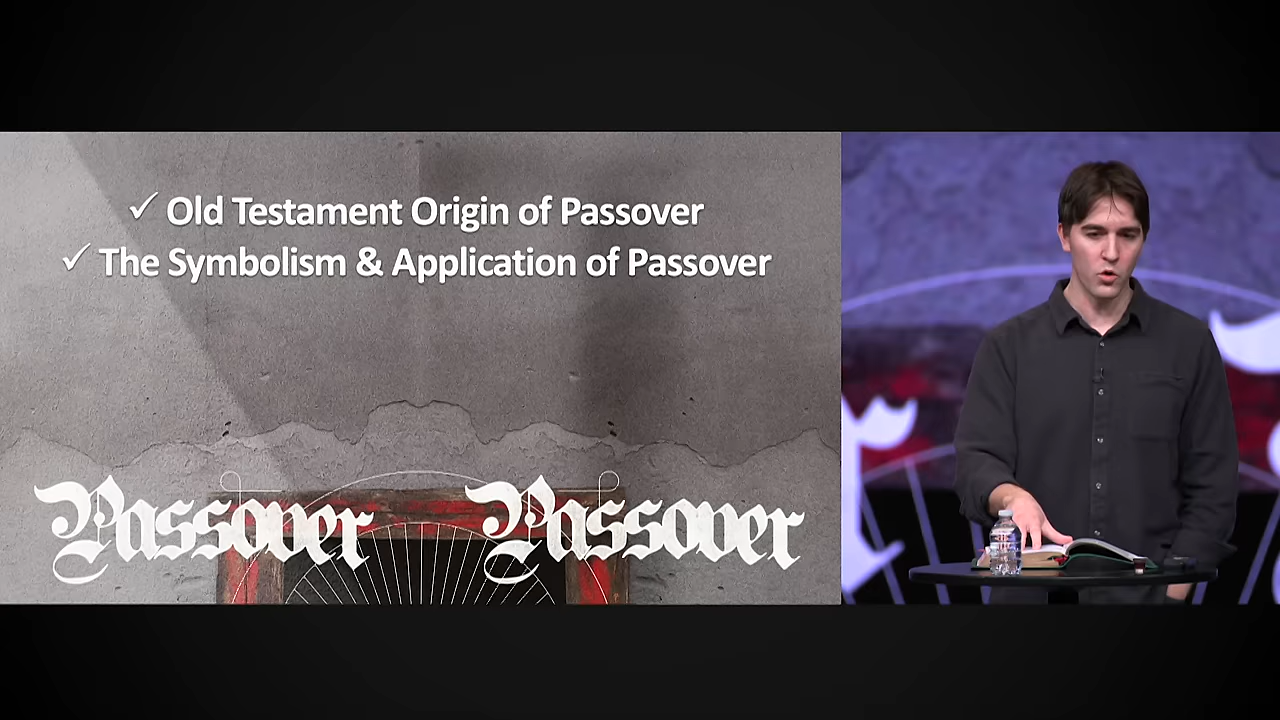 ✓ Old Testament Origin of Passover
✓ The Symbolism & Application of Passover
Passover Passover